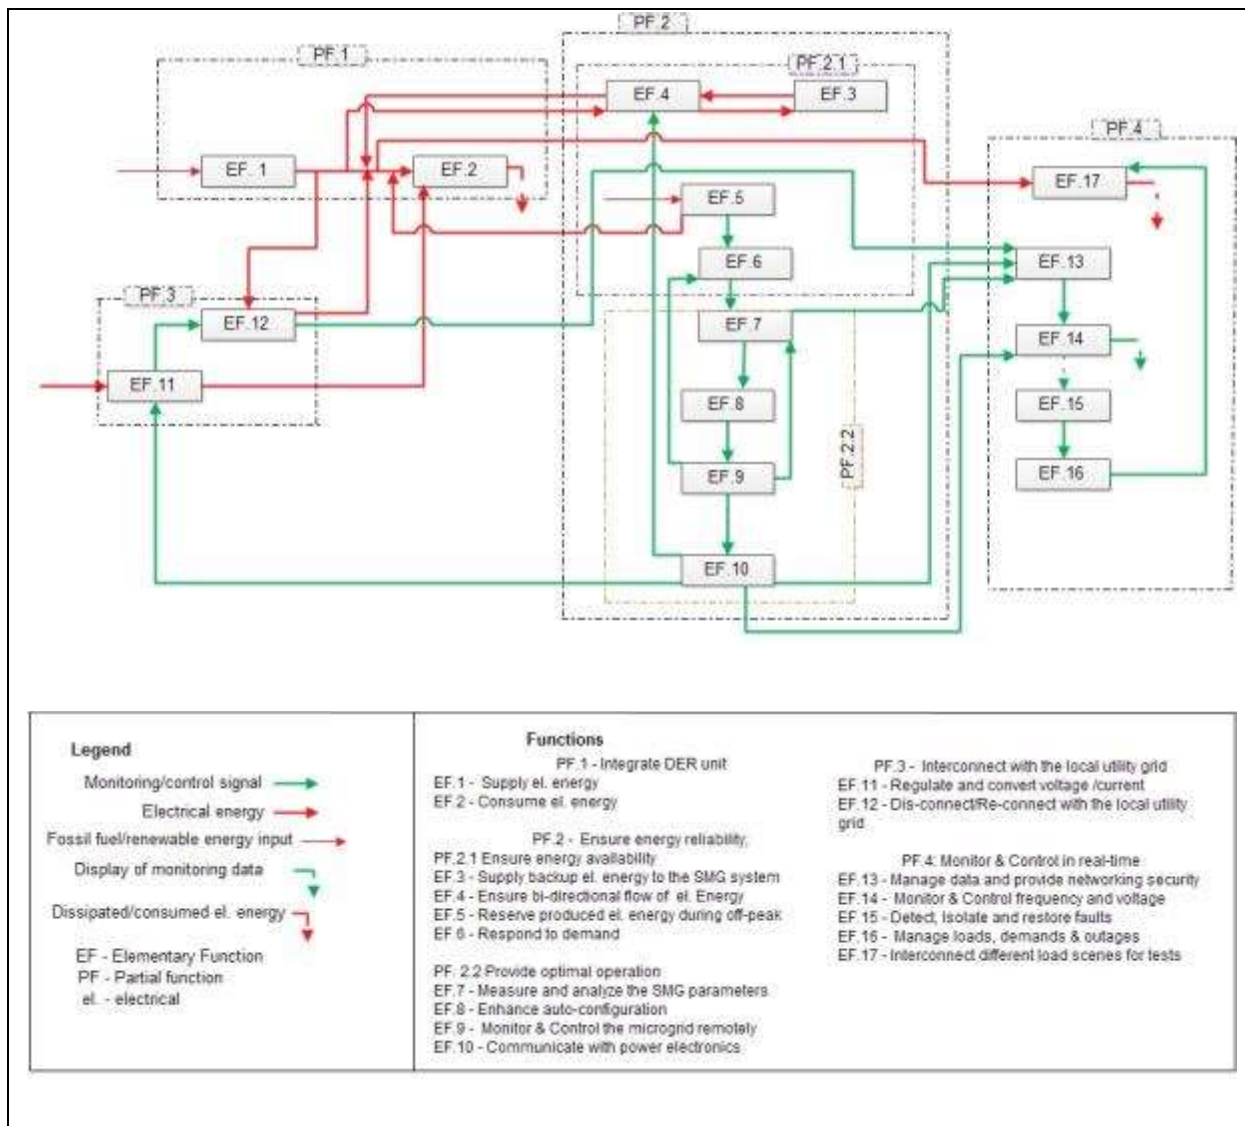 PF.2
PF.1
PF.2.1
EF.4
EF.3
PF.4
EF. 1
EF.2
EF.17
EF.5
EF.6
EF.13
PF.3
EF.12
EF.7
EF.14
EF.11
EF.8
EF.15
PF.2.2
EF.9
EF.16
EF.10
Legend
Monitoring/control signal
Electrical energy
Fossil fuel/renewable energy input
Display of monitoring data
Dissipated/consumed el. energy
EF - Elementary Function
PF - Partial function
el. - electrical
Functions
PF.1 - Integrate DER unit
EF.1 - Supply el. energy
EF.2 - Consume el. energy
PF.2 - Ensure energy reliability;
PF.2.1 Ensure energy availability
EF.3 - Supply backup el. energy to the SMG system
EF.4 - Ensure bi-directional flow of el. Energy
EF.5 - Reserve produced el. energy during off-peak
EF.6 - Respond to demand
PF. 2.2 Provide optimal operation
EF.7 - Measure and analyze the SMG parameters
EF.8 - Enhance auto-configuration
EF.9 - Monitor & Control the microgrid remotely
EF.10 - Communicate with power electronics
PF.3 - Interconnect with the local utility grid
EF.11 - Regulate and convert voltage /current
EF.12 - Dis-connect/Re-connect with the local utility
grid
PF.4: Monitor & Control in real-time
EF.13 - Manage data and provide networking security
EF.14 - Monitor & Control frequency and voltage
EF.15 - Detect, isolate and restore faults
EF.16 - Manage loads, demands & outages
EF.17 - Interconnect different load scenes for tests